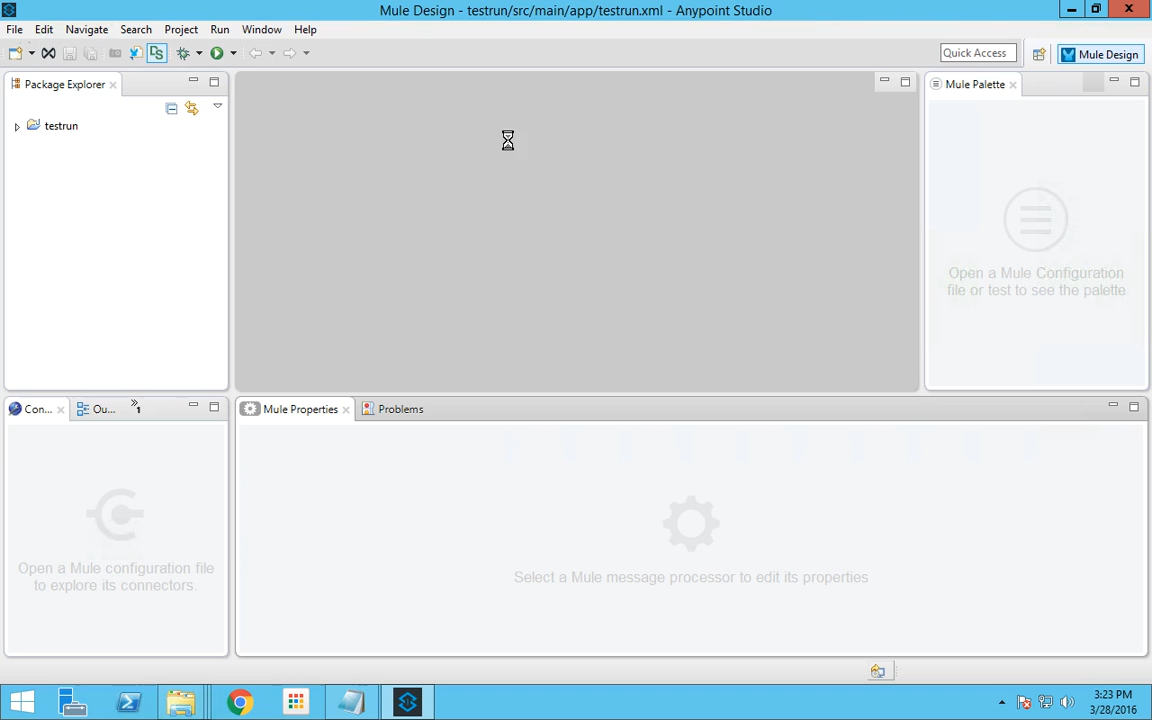 Mule Design - testrun/src/main/app/testrun.xml - Anypoint Studio
File Edit Navigate Search Project Run Window Help
Quick Access
Mule Design
Package Explorer
testrun
Mule Palette
Open a Mule Configuration
file or test to see the palette
Con...
Ou...
1
Open a Mule configuration file
to explore its connectors.
Mule Properties
Problems
Select a Mule message processor to edit its properties
3:23 PM
3/28/2016